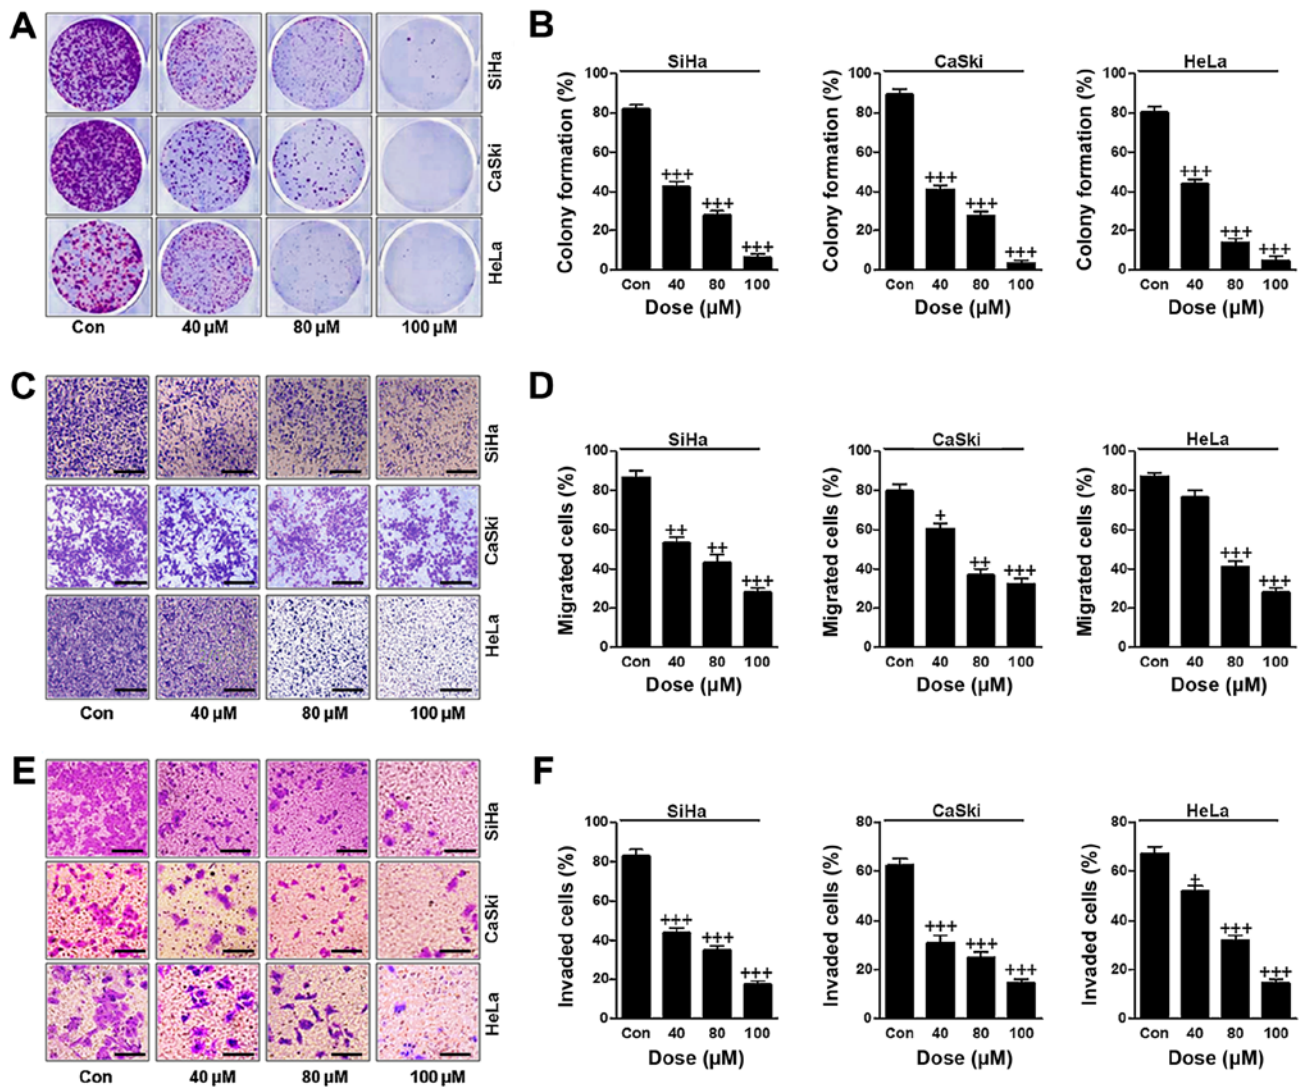 A
SiHa
CaSki
HeLa
Con 40 µM 80 µM 100 µM
B
SiHa
Colony formation (%)
100
80
60
40
20
0
+++
+++
+++
Con 40 80 100
Dose (µM)
CaSki
Colony formation (%)
100
80
60
40
20
0
+++
+++
+++
Con 40 80 100
Dose (µM)
HeLa
Colony formation (%)
100
80
60
40
20
0
+++
+++
+++
Con 40 80 100
Dose (µM)
C
SiHa
CaSki
HeLa
Con 40 µM 80 µM 100 µM
D
SiHa
Migrated cells (%)
100
80
60
40
20
0
++
++
+++
Con 40 80 100
Dose (µM)
CaSki
Migrated cells (%)
100
80
60
40
20
0
+
++
+++
Con 40 80 100
Dose (µM)
HeLa
Migrated cells (%)
100
80
60
40
20
0
+++
+++
Con 40 80 100
Dose (µM)
E
SiHa
CaSki
HeLa
Con 40 µM 80 µM 100 µM
F
SiHa
Invaded cells (%)
100
80
60
40
20
0
+++
+++
+++
Con 40 80 100
Dose (µM)
CaSki
Invaded cells (%)
80
60
40
20
0
+++
+++
+++
Con 40 80 100
Dose (µM)
HeLa
Invaded cells (%)
80
60
40
20
0
+
+++
+++
Con 40 80 100
Dose (µM)